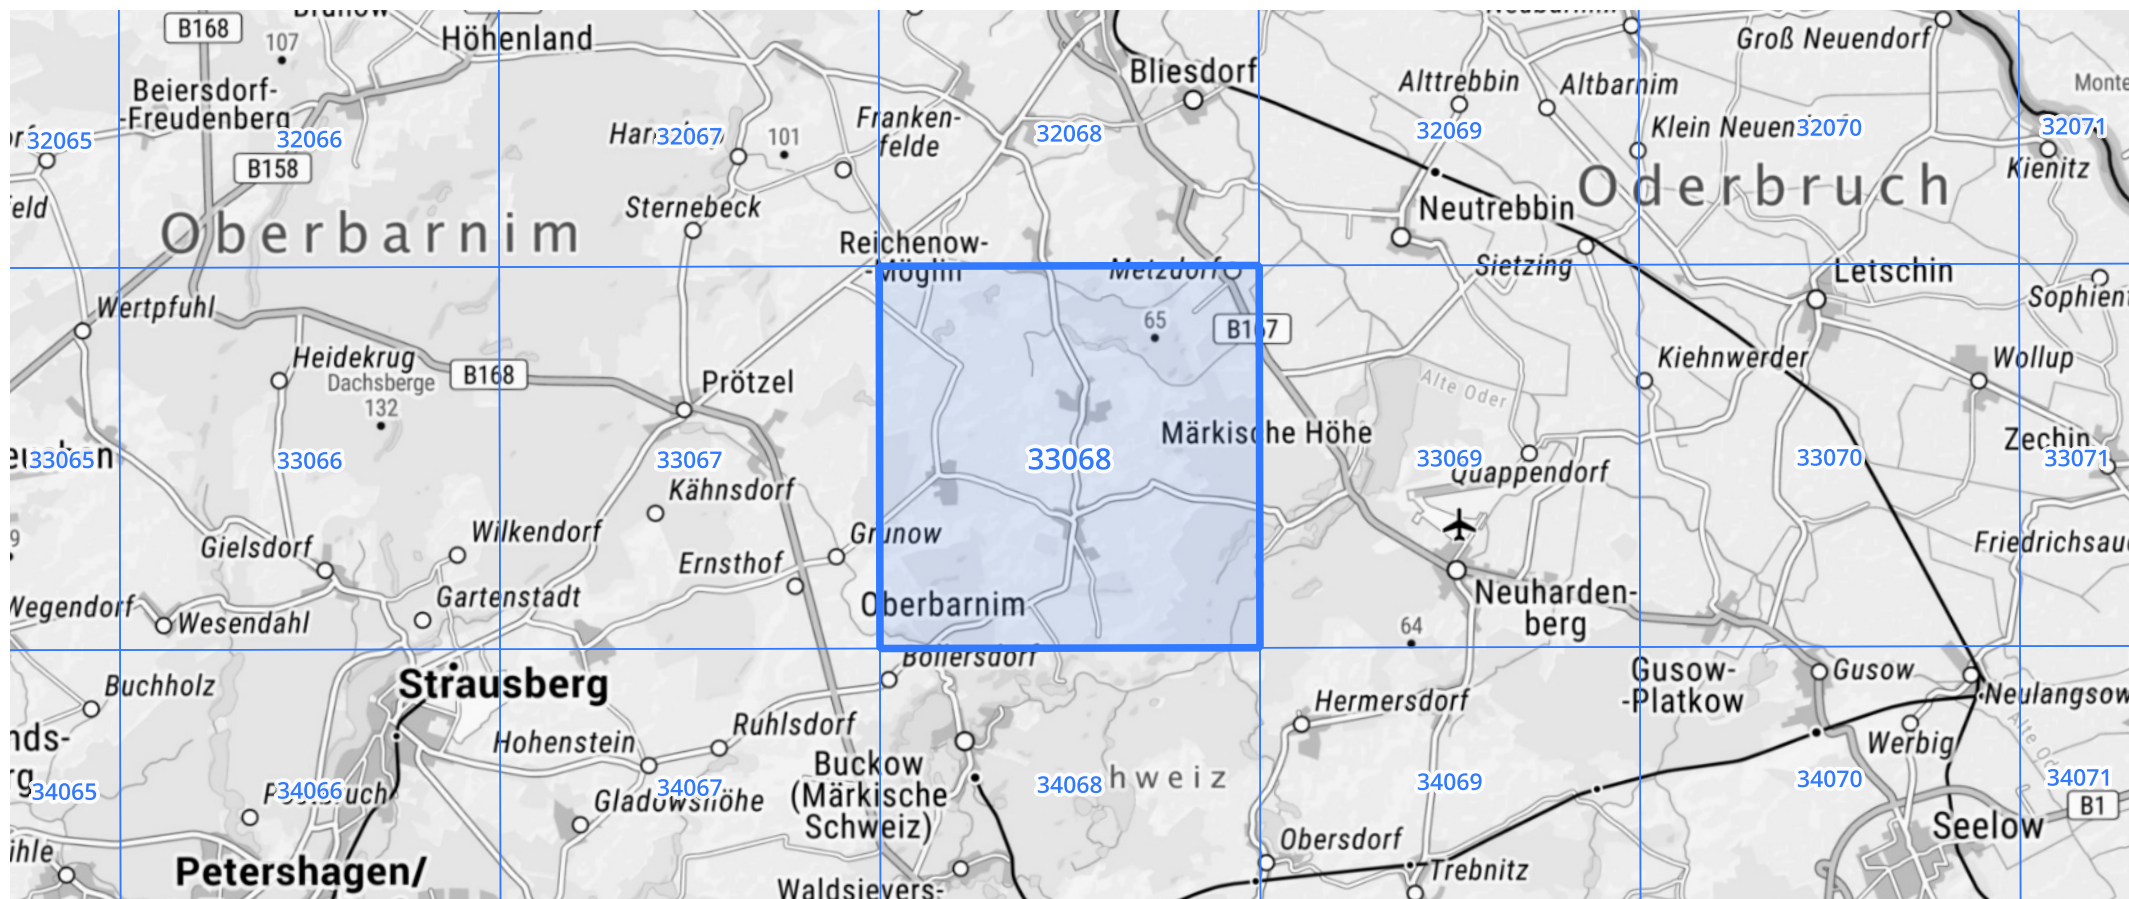 B168
107
Höhenland
Bliesdorf
Groß Neuendorf
Beiersdorf-
-Freudenberg
Alttrebbin
Altbarnim
Franken-
felde
101
32065
32066
32067
32068
32069
32070
32071
B158
Kienitz
Sternebeck
Oberbarnim
Neutrebbin
Oderbruch
Reichenow-
-Möglin
Metzdorf
Sietzing
Letschin
Wertpfuhl
65
B167
Heidekrug
Dachsberge
132
B168
Prötzel
Kiehnwerder
Wollup
Alte Oder
Märkische Höhe
Zechin
33065
33066
33067
33068
33069
33070
33071
Quappendorf
Kähnsdorf
Wilkendorf
Grunow
Gielsdorf
Ernsthof
Neuharden-
berg
Wegendorf
Wesendahl
Gartenstadt
Oberbarnim
64
Bollersdorf
Buchholz
Strausberg
Hermersdorf
Gusow-
-Platkow
Gusow
Neulangsow
Hohenstein
Ruhlsdorf
Werbig
Buckow
(Märkische
Schweiz)
34065
34066
34067
34068
34069
34070
34071
hweiz
Gladowshöhe
B1
Seelow
Obersdorf
Petershagen/
Trebnitz
Waldsievers-